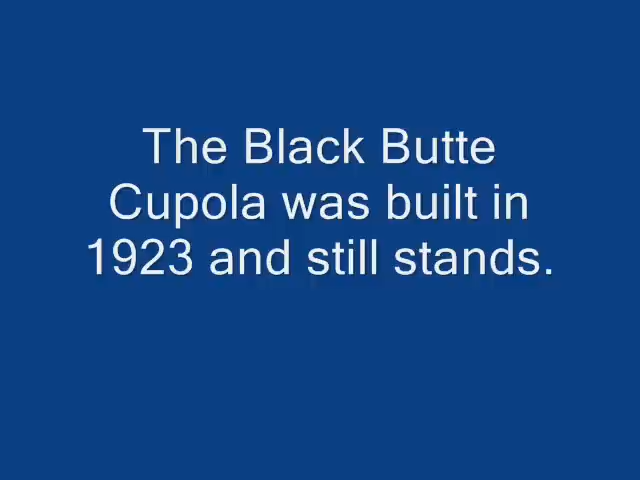 The Black Butte
Cupola was built in
1923 and still stands.